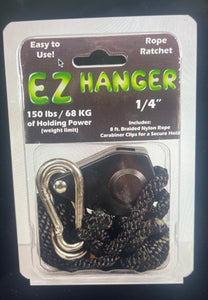 Easy to
Use!
Rope
Ratchet
EZ HANGER
1/4"
150 lbs / 68 KG
of Holding Power
(weight limit)
Includes:
8 ft. Braided Nylon Rope
Carabiner Clips for a Secure Hold